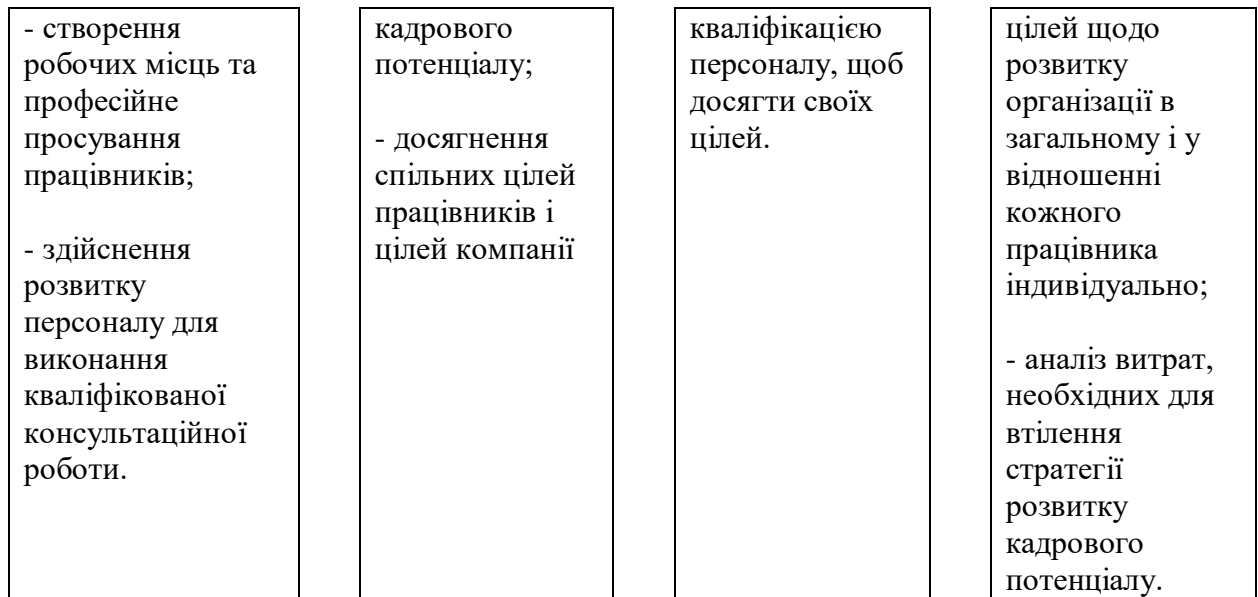 - створення
робочих місць та
професійне
просування
працівників;
- здійснення
розвитку
персоналу для
виконання
кваліфікованої
консультаційної
роботи.
кадрового
потенціалу;
- досягнення
спільних цілей
працівників і
цілей компанії
кваліфікацією
персоналу, щоб
досягти своїх
цілей.
цілей щодо
розвитку
організації в
загальному і у
відношенні
кожного
працівника
індивідуально;
- аналіз витрат,
необхідних для
втілення
стратегії
розвитку
кадрового
потенціалу.